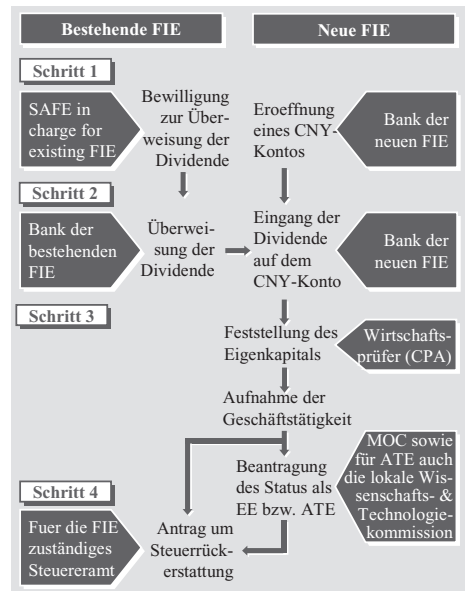 Bestehende FIE
Neue FIE
Schritt 1
SAFE in
charge for
existing FIE
Bewilligung
zur Über-
weisung der
Dividende
Eroeffnung
eines CNY-
Kontos
Bank der
neuen FIE
Schritt 2
Bank der
bestehenden
FIE
Überwei-
sung der
Dividende
Eingang der
Dividende
auf dem
CNY-Konto
Bank der
neuen FIE
Schritt 3
Feststellung des
Eigenkapitals
Wirtschafts-
prüfer (CPA)
Aufnahme der
Geschäftstätigkeit
Beantragung
des Status als
EE bzw. ATE
MOC sowie
für ATE auch
die lokale Wis-
senschafts- &
Technologie-
kommission
Schritt 4
Fuer die FIE
zuständiges
Steueramt
Antrag um
Steuerrück-
erstattung